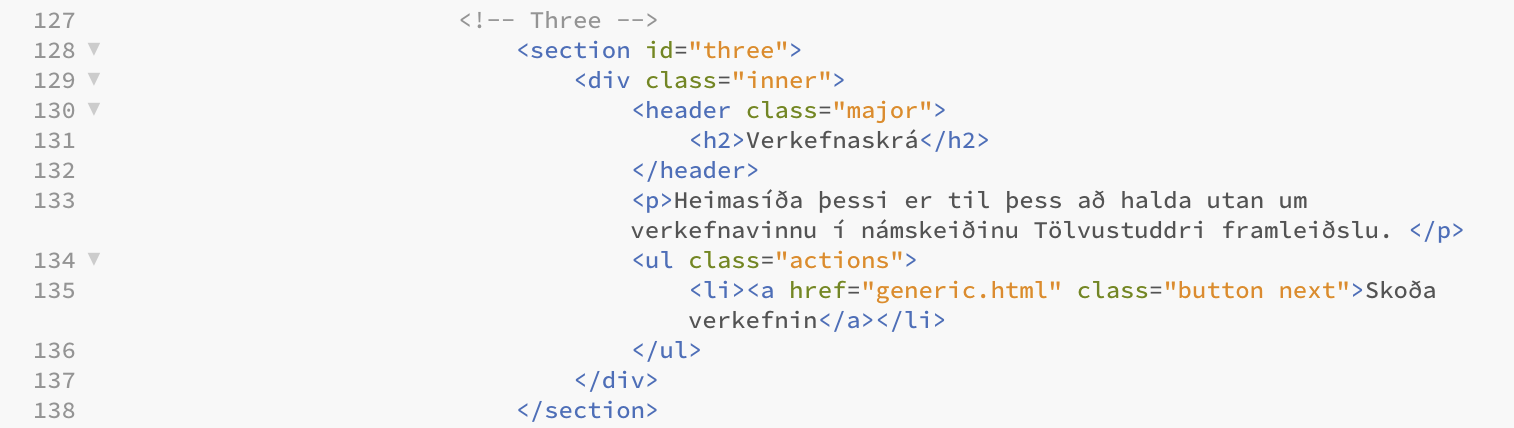 127 <!-- Three -->
128 ▼ <section id="three">
129 ▼ <div class="inner">
130 ▼ <header class="major">
131 <h2>Verkefnaskrá</h2>
132 </header>
133 <p>Heimasíða þessi er til þess að halda utan um
verkefnavinnu í námskeiðinu Tölvustuddri framleiðslu. </p>
134 ▼ <ul class="actions">
135 <li><a href="generic.html" class="button next">Skoða
verkefnin</a></li>
136 </ul>
137 </div>
138 </section>